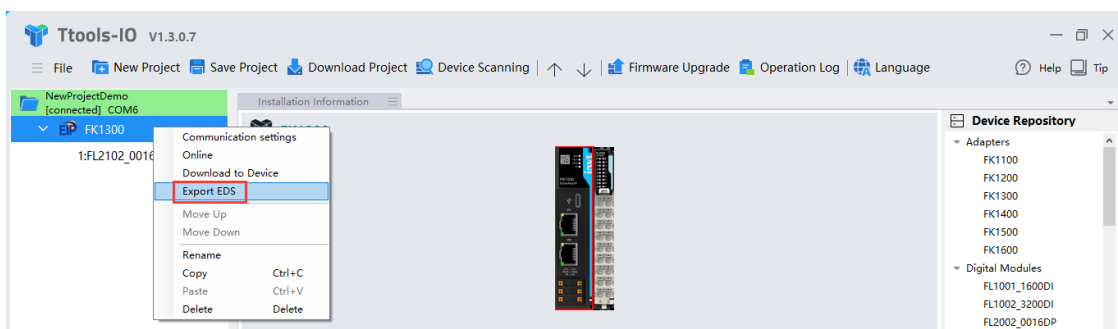 Ttools-IO V1.3.0.7
File New Project Save Project Download Project Device Scanning Firmware Upgrade Operation Log Language Help Tip
NewProjectDemo
[connected] COM6
EIP FK1300
1:FL2102_0016
Installation Information
Communication settings
Online
Download to Device
Export EDS
Move Up
Move Down
Rename
Copy Ctrl+C
Paste Ctrl+V
Delete Delete
Device Repository
Adapters
FK1100
FK1200
FK1300
FK1400
FK1500
FK1600
Digital Modules
FL1001_1600DI
FL1002_3200DI
FL2002_0016DP